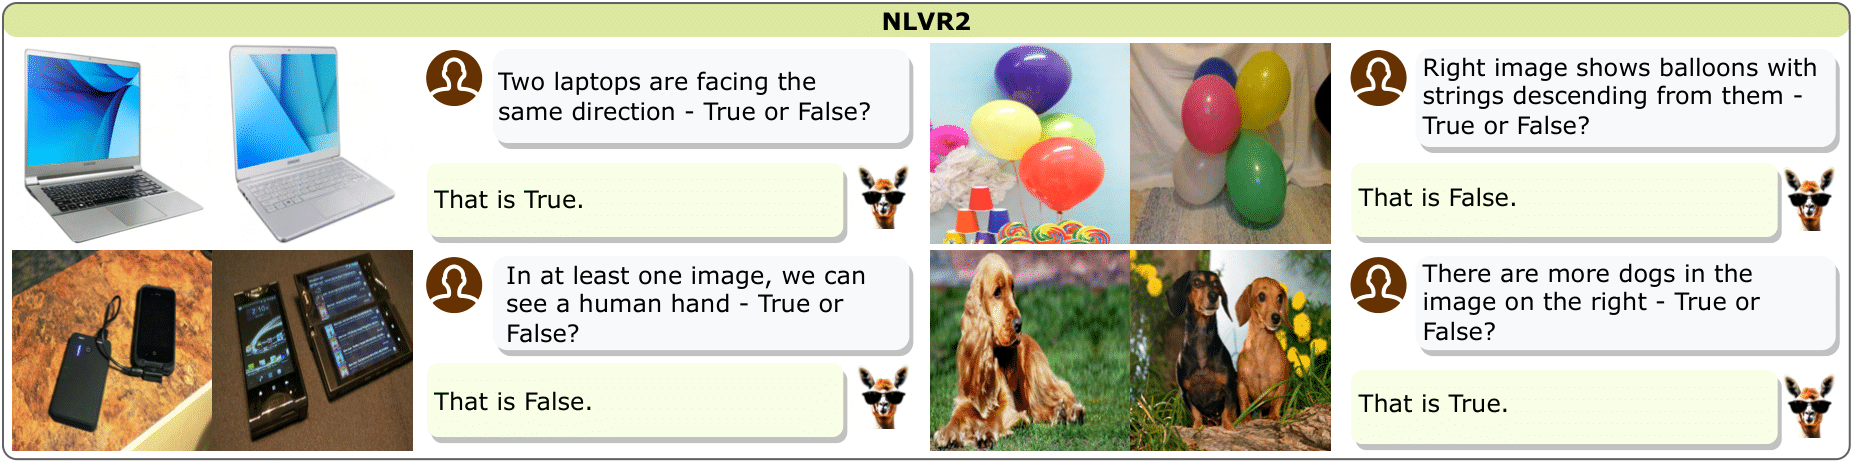 NLVR2
Two laptops are facing the
same direction - True or False?
That is True.
Right image shows balloons with
strings descending from them -
True or False?
That is False.
In at least one image, we can
see a human hand - True or
False?
That is False.
There are more dogs in the
image on the right - True or
False?
That is True.